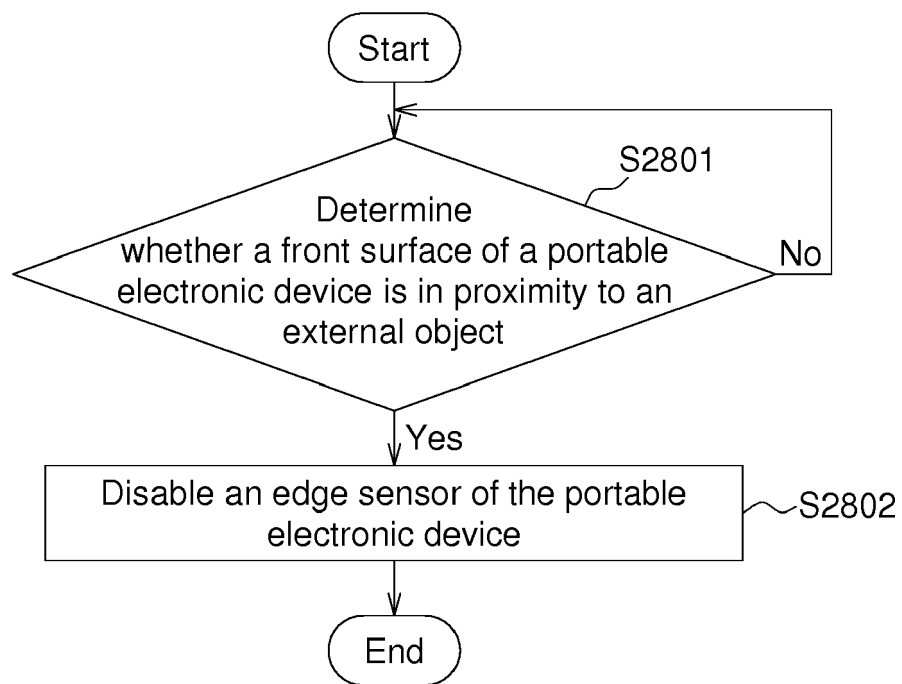 Start
S2801
Determine
whether a front surface of a portable
electronic device is in proximity to an
external object
No
Yes
Disable an edge sensor of the portable
electronic device
S2802
End